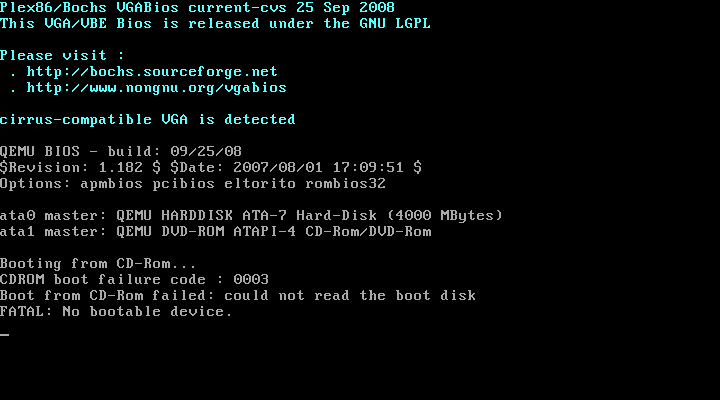 Plex86/Bochs VGABios current-cvs 25 Sep 2008
This VGA/VBE Bios is released under the GNU LGPL
Please visit :
. http://bochs.sourceforge.net
. http://www.nongnu.org/vgabios
cirrus-compatible VGA is detected
QEMU BIOS - build: 09/25/08
$Revision: 1.182 $ $Date: 2007/08/01 17:09:51 $
Options: apmbios pcibios eltorito rombios32
ata0 master: QEMU HARDDISK ATA-7 Hard-Disk (4000 MBytes)
ata1 master: QEMU DVD-ROM ATAPI-4 CD-Rom/DVD-Rom
Booting from CD-Rom...
CDROM boot failure code : 0003
Boot from CD-Rom failed: could not read the boot disk
FATAL: No bootable device.